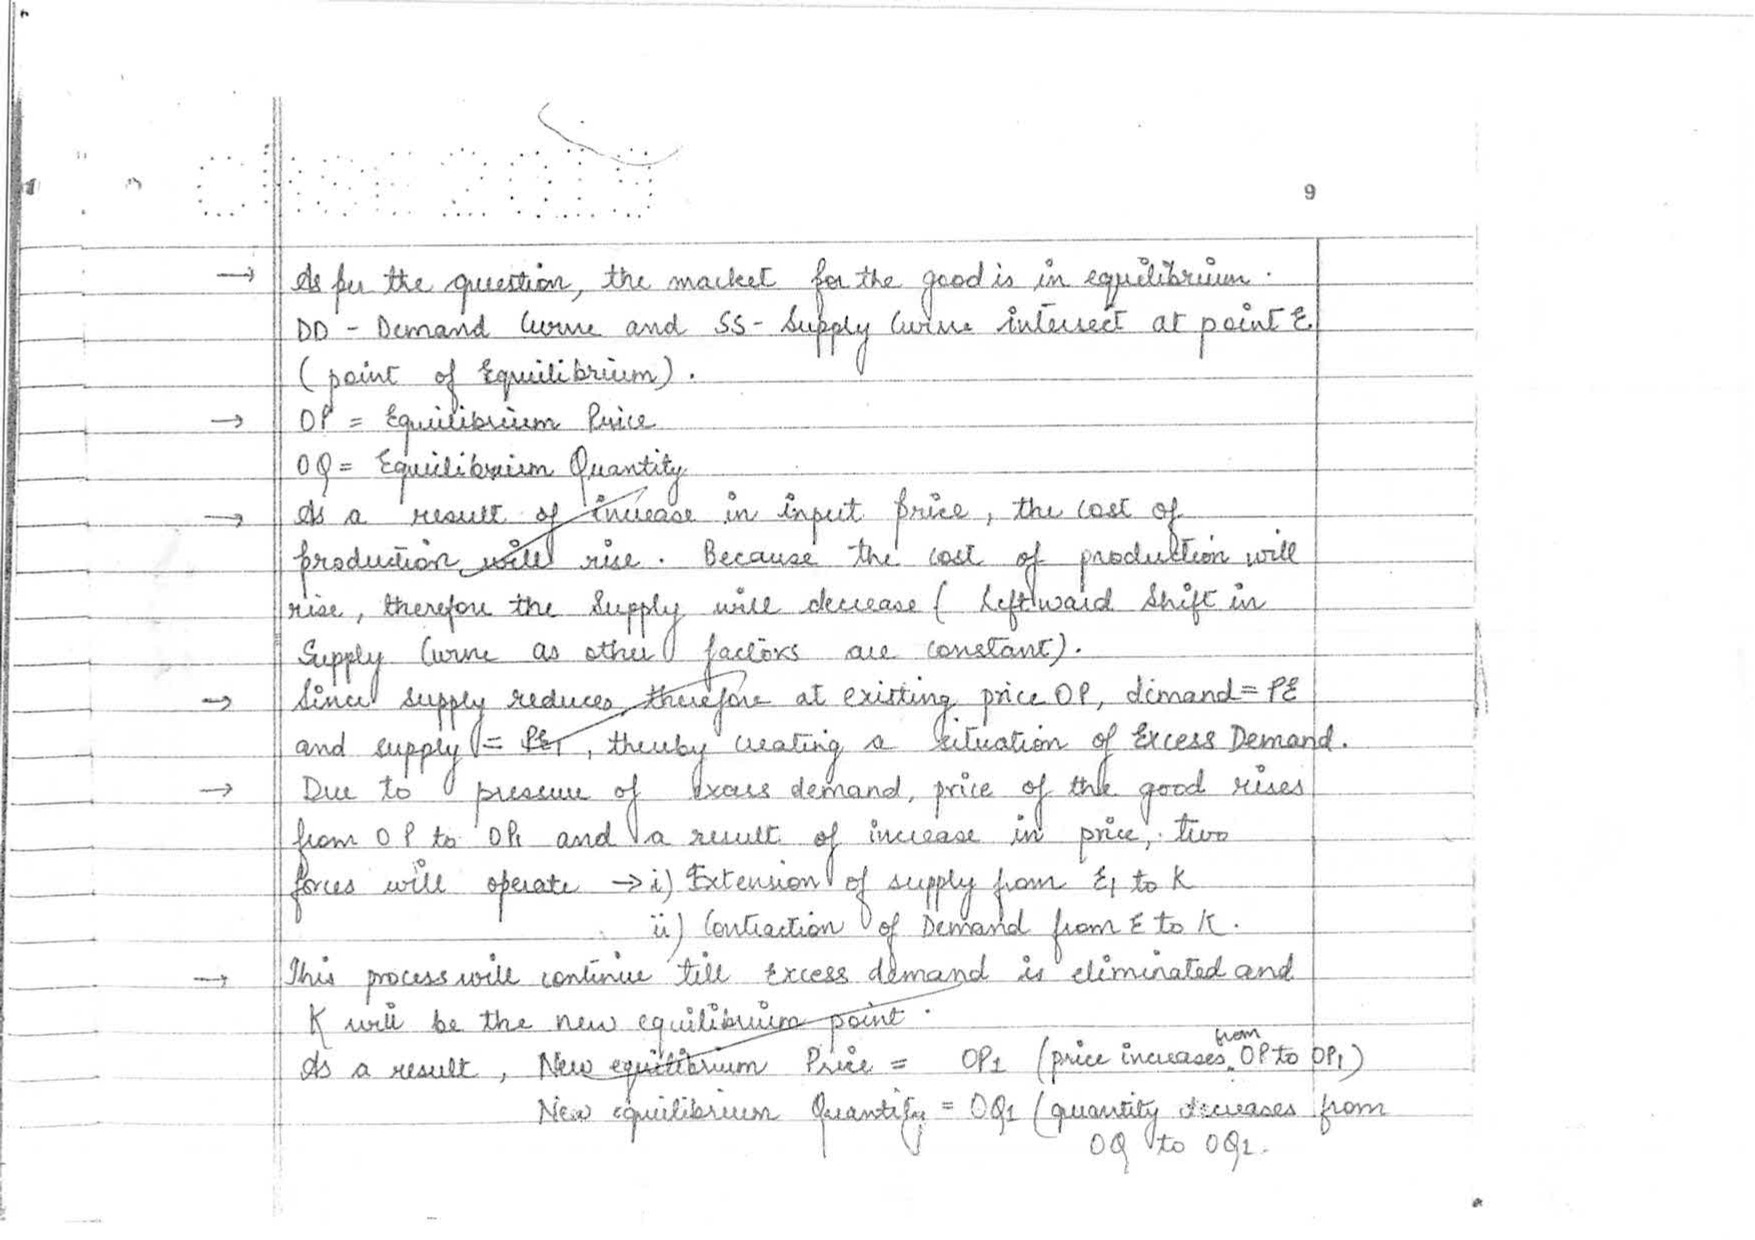 CBSE 2019
9
→ As per the question, the market for the good is in equilibrium.
DD - Demand Curve and SS - Supply Curve intersect at point E
(point of Equilibrium).
→ OP = Equilibrium Price
OQ = Equilibrium Quantity
→ As a result of increase in input price, the cost of
production will rise. Because the cost of production will
rise, therefore the Supply will decrease (Leftward Shift in
Supply Curve as other factors are constant).
→ Since supply reduces, therefore at existing price OP, demand = PE
and supply = PE1, thereby creating a situation of Excess Demand.
→ Due to pressure of excess demand, price of the good rises
from OP to OP1 and a result of increase in price, two
forces will operate → i) Extension of supply from E1 to K
ii) Contraction of Demand from E to K.
→ This process will continue till Excess demand is eliminated and
K will be the new equilibrium point.
As a result, New equilibrium Price = OP1 (price increases from OP to OP1)
New equilibrium Quantity = OQ1 (quantity decreases from
OQ to OQ1.